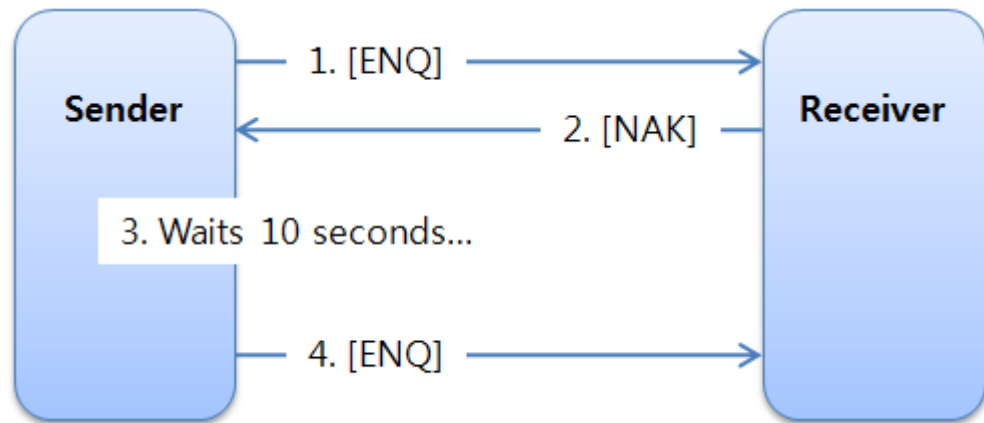 1. [ENQ]
Sender
Receiver
2. [NAK]
3. Waits 10 seconds...
4. [ENQ]